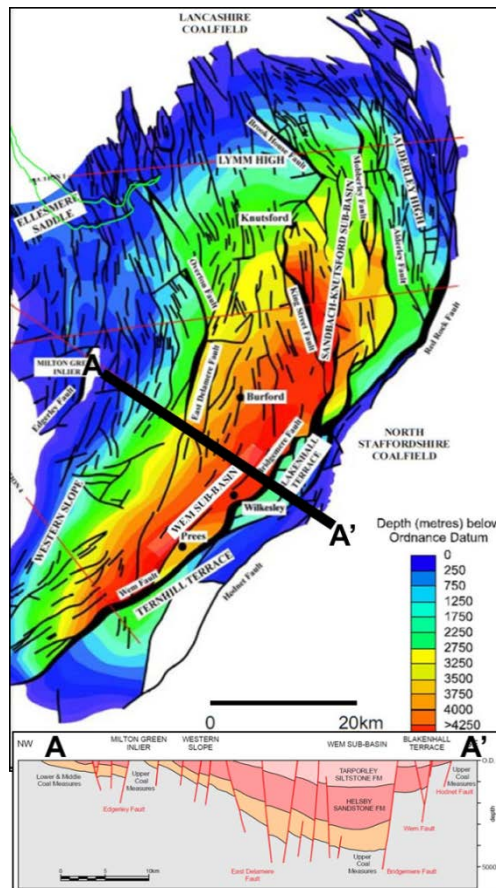 LANCASHIRE
COALFIELD
Brook House Fault
LYMM HIGH
ELLESMERE
SADDLE
Knutsford
Mobberley Fault
ALDERLEY HIGH
SANDBACH-KNUTSFORD SUB-BASIN
Alderley Fault
Overton Fault
King Street Fault
Red Rock Fault
MILTON GREEN
INLIER
A
East Delamere Fault
Edgerley Fault
Burford
NORTH
STAFFORDSHIRE
COALFIELD
WESTERN SLOPE
WEM SUB-BASIN
Bridgemere Fault
LAKENHALL
TERRACE
Wilkesley
Prees
A'
Wem Fault
TERNHILL TERRACE
Hodnet Fault
Depth (metres) below
Ordnance Datum
0
250
750
1250
1750
2250
2750
3250
3500
3750
4000
4250
>4250
0
20km
NW
A
MILTON GREEN
INLIER
WESTERN
SLOPE
WEM SUB-BASIN
BLAKENHALL
TERRACE
A'
O.D.
Lower & Middle
Coal Measures
Upper
Coal
Measures
TARPORLEY
SILTSTONE FM
Upper
Coal
Measures
Edgerley Fault
HELSBY
SANDSTONE FM
Hodnet Fault
depth
Wem Fault
East Delamere
Fault
Upper
Coal Measures
Bridgemere Fault
5000
0
5
10km